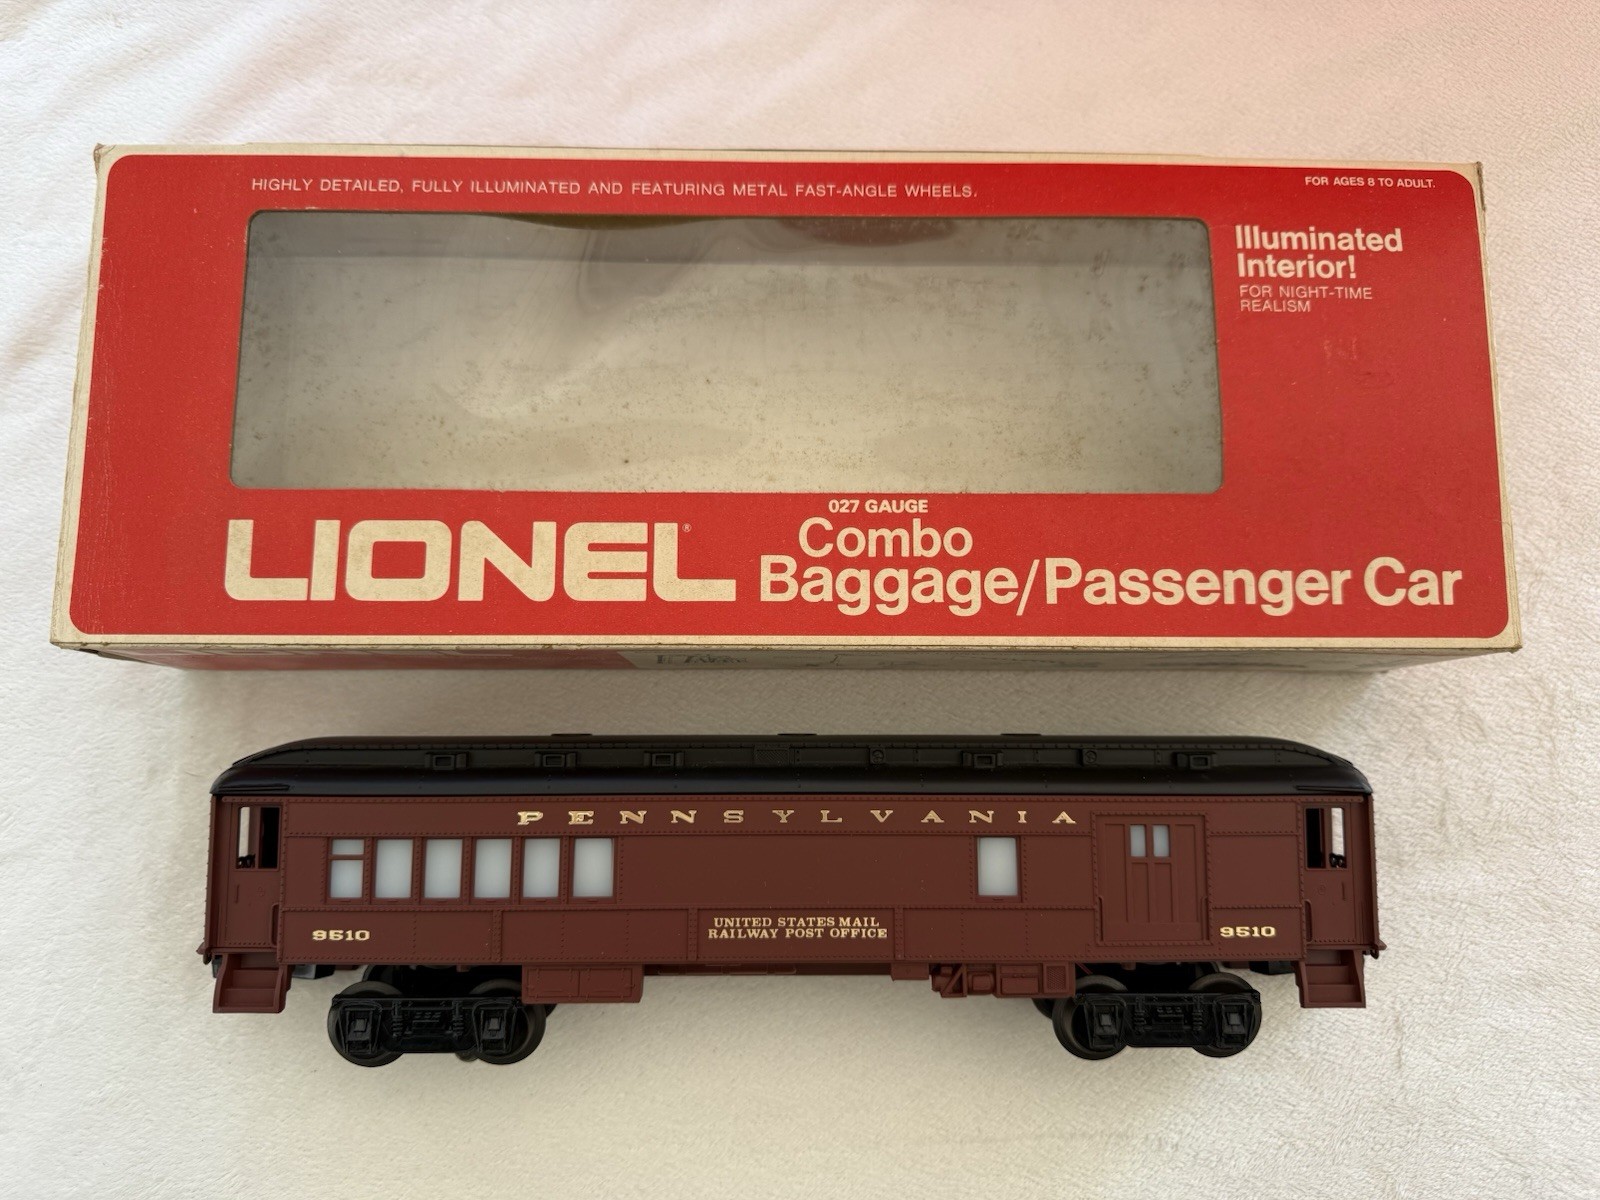 HIGHLY DETAILED, FULLY ILLUMINATED AND FEATURING METAL FAST-ANGLE WHEELS.
FOR AGES 8 TO ADULT.
Illuminated
Interior!
FOR NIGHT-TIME
REALISM
027 GAUGE
LIONEL®
Combo
Baggage/Passenger Car
PENNSYLVANIA
UNITED STATES MAIL
RAILWAY POST OFFICE
9510
9510